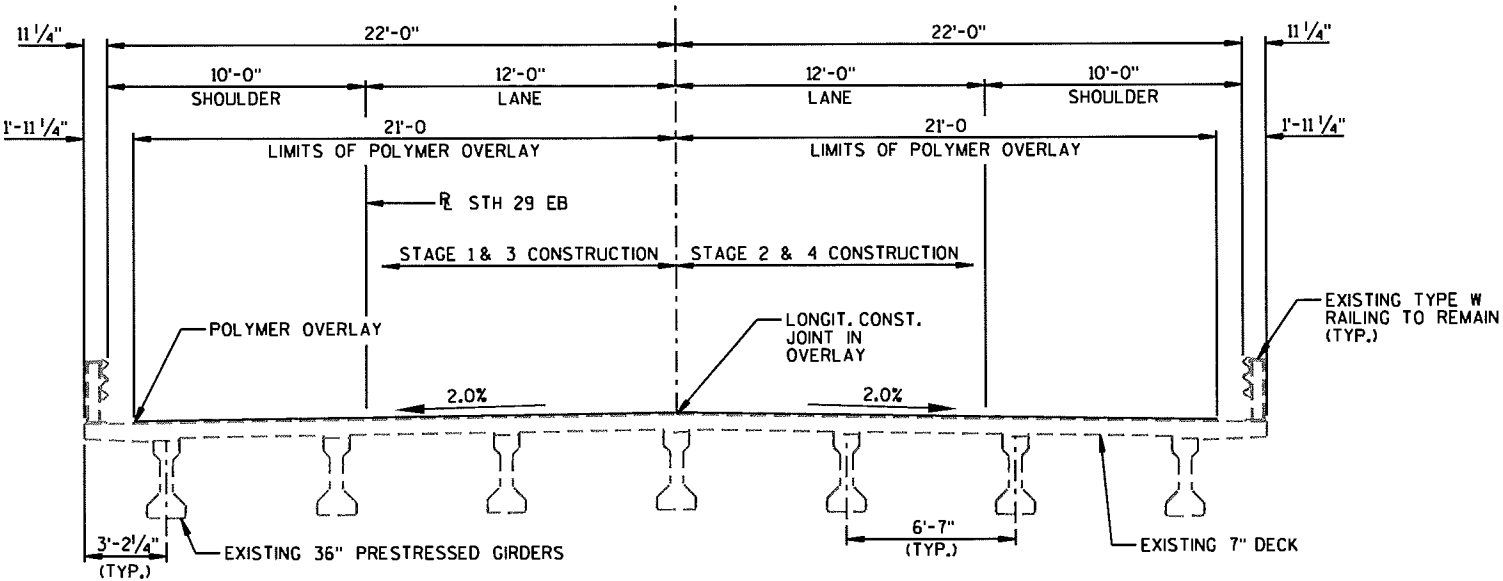 11 1/4"
22'-0"
22'-0"
11 1/4"
10'-0"
SHOULDER
12'-0"
LANE
12'-0"
LANE
10'-0"
SHOULDER
1'-11 1/4"
21'-0
LIMITS OF POLYMER OVERLAY
21'-0
LIMITS OF POLYMER OVERLAY
1'-11 1/4"
RL STH 29 EB
STAGE 1 & 3 CONSTRUCTION
STAGE 2 & 4 CONSTRUCTION
POLYMER OVERLAY
LONGIT. CONST.
JOINT IN
OVERLAY
EXISTING TYPE W
RAILING TO REMAIN
(TYP.)
2.0%
2.0%
3'-2 1/4"
(TYP.)
EXISTING 36" PRESTRESSED GIRDERS
6'-7"
(TYP.)
EXISTING 7" DECK